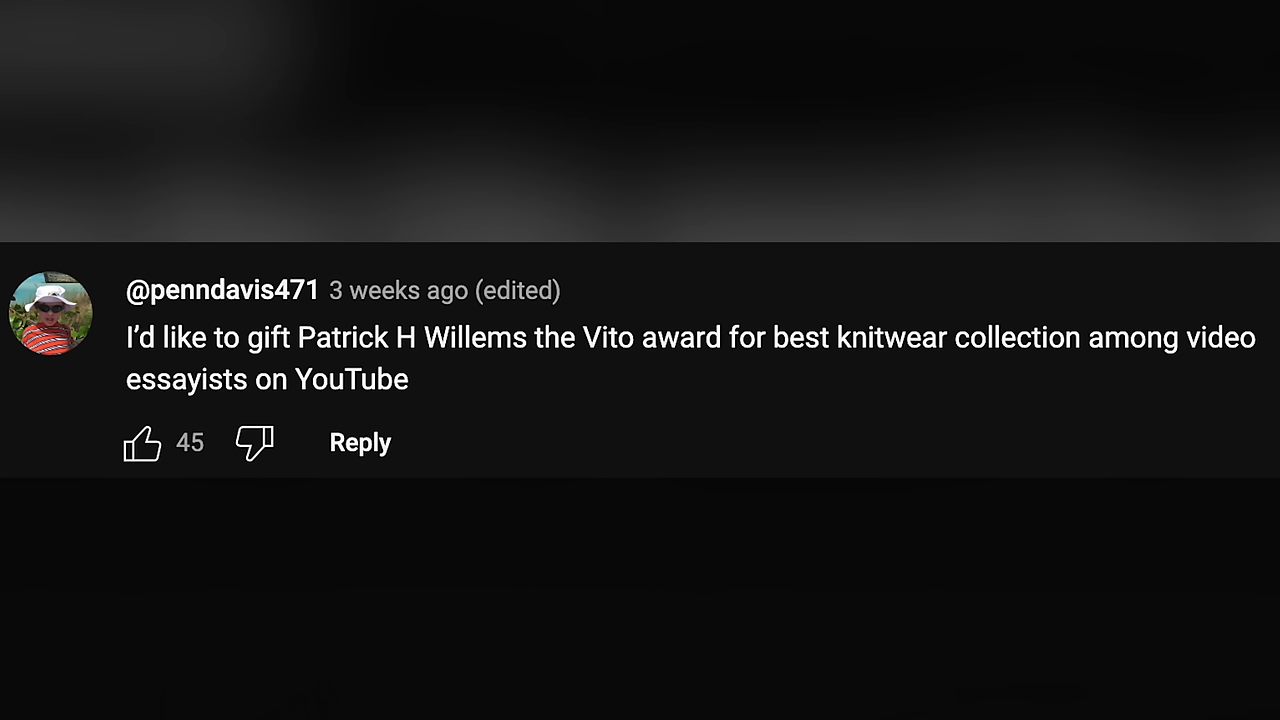 @penndavis471 3 weeks ago (edited)
I’d like to gift Patrick H Willems the Vito award for best knitwear collection among video
essayists on YouTube
45 Reply